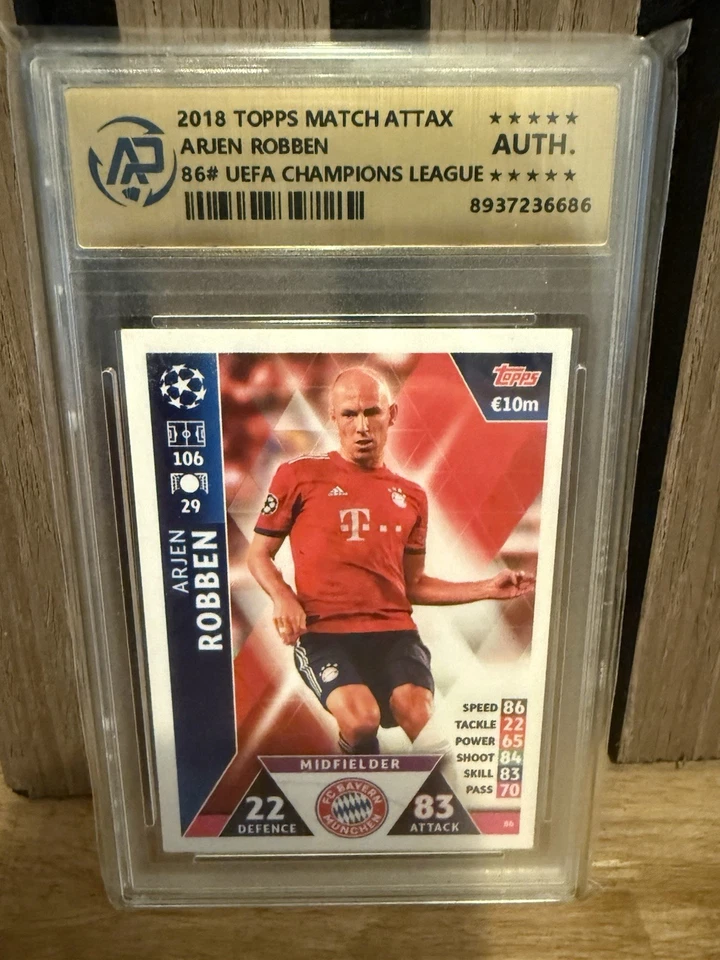 2018 TOPPS MATCH ATTAX
ARJEN ROBBEN
86# UEFA CHAMPIONS LEAGUE
★★★★★
AUTH.
★★★★★
8937236686
AP
topps
€10m
106
29
ARJEN
ROBBEN
adidas
T..
SPEED 86
TACKLE 22
POWER 65
SHOOT 84
SKILL 83
PASS 70
MIDFIELDER
22
DEFENCE
FC BAYERN
MÜNCHEN
83
ATTACK
86